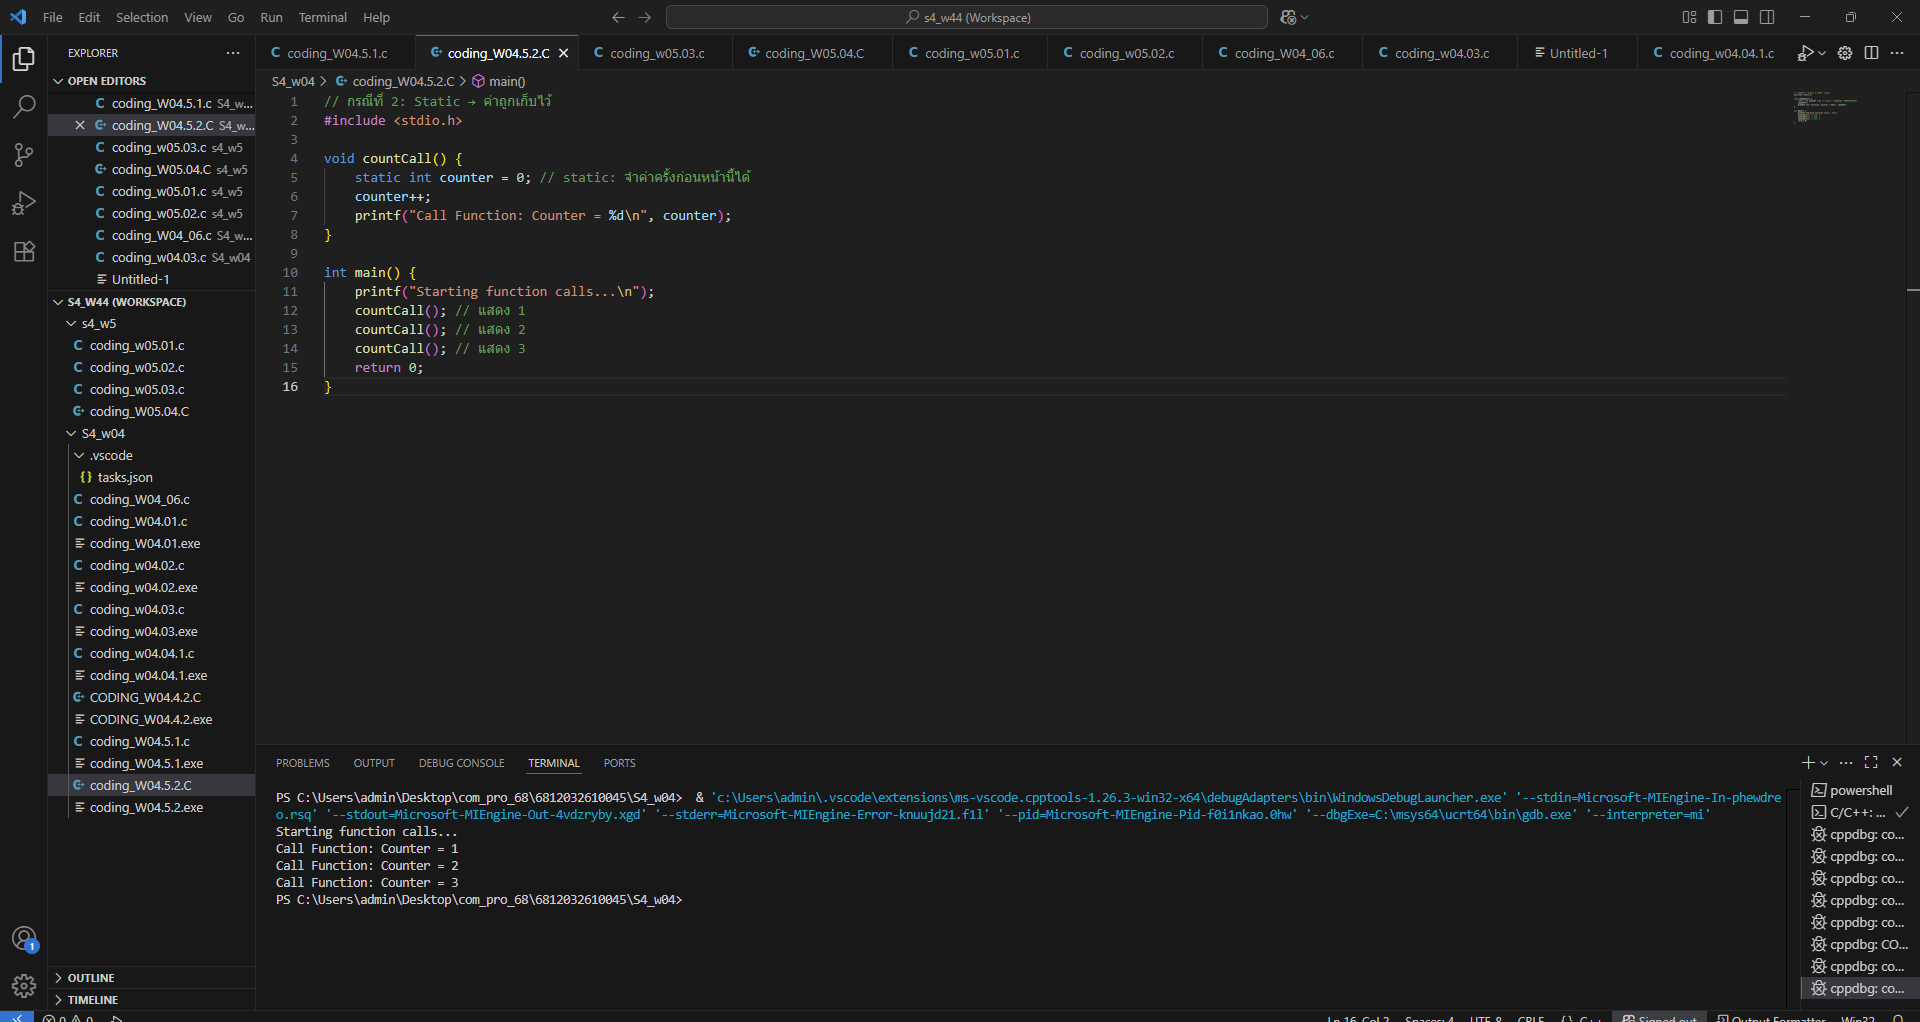 File Edit Selection View Go Run Terminal Help
s4_w44 (Workspace)
EXPLORER
OPEN EDITORS
coding_W04.5.1.c S4_w...
coding_W04.5.2.C S4_w...
coding_w05.03.c s4_w5
coding_W05.04.C s4_w5
coding_w05.01.c s4_w5
coding_w05.02.c s4_w5
coding_W04_06.c S4_w...
coding_w04.03.c S4_w04
Untitled-1
S4_W44 (WORKSPACE)
s4_w5
coding_w05.01.c
coding_w05.02.c
coding_w05.03.c
coding_W05.04.C
S4_w04
.vscode
{} tasks.json
coding_W04_06.c
coding_W04.01.c
coding_W04.01.exe
coding_w04.02.c
coding_w04.02.exe
coding_w04.03.c
coding_w04.03.exe
coding_w04.04.1.c
coding_w04.04.1.exe
CODING_W04.4.2.C
CODING_W04.4.2.exe
coding_W04.5.1.c
coding_W04.5.1.exe
coding_W04.5.2.C
coding_W04.5.2.exe
OUTLINE
TIMELINE
coding_W04.5.1.c coding_W04.5.2.C coding_w05.03.c coding_W05.04.C coding_w05.01.c coding_w05.02.c coding_W04_06.c coding_w04.03.c Untitled-1 coding_w04.04.1.c
S4_w04 > coding_W04.5.2.C > main()
1 // กรณีที่ 2: Static → ค่าถูกเก็บไว้
2 #include <stdio.h>
3
4 void countCall() {
5 static int counter = 0; // static: จำค่าครั้งก่อนหน้านี้ได้
6 counter++;
7 printf("Call Function: Counter = %d\n", counter);
8 }
9
10 int main() {
11 printf("Starting function calls...\n");
12 countCall(); // แสดง 1
13 countCall(); // แสดง 2
14 countCall(); // แสดง 3
15 return 0;
16 }
PROBLEMS OUTPUT DEBUG CONSOLE TERMINAL PORTS
PS C:\Users\admin\Desktop\com_pro_68\6812032610045\S4_w04> & 'c:\Users\admin\.vscode\extensions\ms-vscode.cpptools-1.26.3-win32-x64\debugAdapters\bin\WindowsDebugLauncher.exe' '--stdin=Microsoft-MIEngine-In-phewdre
o.rsq' '--stdout=Microsoft-MIEngine-Out-4vdzryby.xgd' '--stderr=Microsoft-MIEngine-Error-knuujd21.f1l' '--pid=Microsoft-MIEngine-Pid-f0i1nkao.0hw' '--dbgExe=C:\msys64\ucrt64\bin\gdb.exe' '--interpreter=mi'
Starting function calls...
Call Function: Counter = 1
Call Function: Counter = 2
Call Function: Counter = 3
PS C:\Users\admin\Desktop\com_pro_68\6812032610045\S4_w04>
powershell
C/C++: ...
cppdbg: co...
cppdbg: co...
cppdbg: co...
cppdbg: co...
cppdbg: co...
cppdbg: CO...
cppdbg: co...
cppdbg: co...
1
0 0
Ln 16, Col 2 Spaces: 4 UTF-8 CRLF {} C++ Signed out Output Formatter Win32